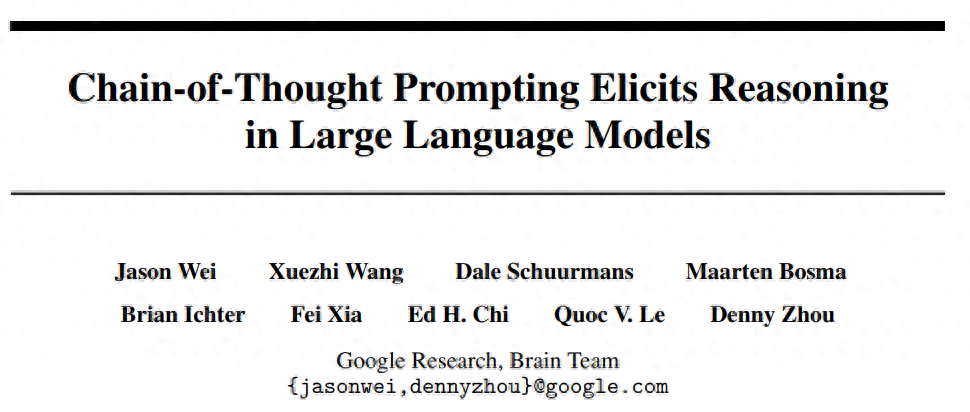 Chain-of-Thought Prompting Elicits Reasoning
in Large Language Models
Jason Wei Xuezhi Wang Dale Schuurmans Maarten Bosma
Brian Ichter Fei Xia Ed H. Chi Quoc V. Le Denny Zhou
Google Research, Brain Team
{jasonwei,dennyzhou}@google.com